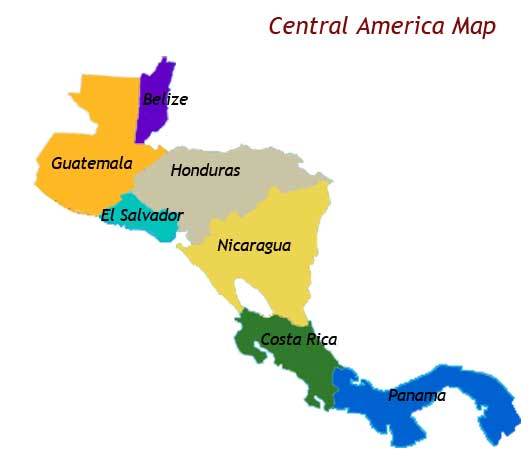 Central America Map
Belize
Guatemala
Honduras
El Salvador
Nicaragua
Costa Rica
Panama